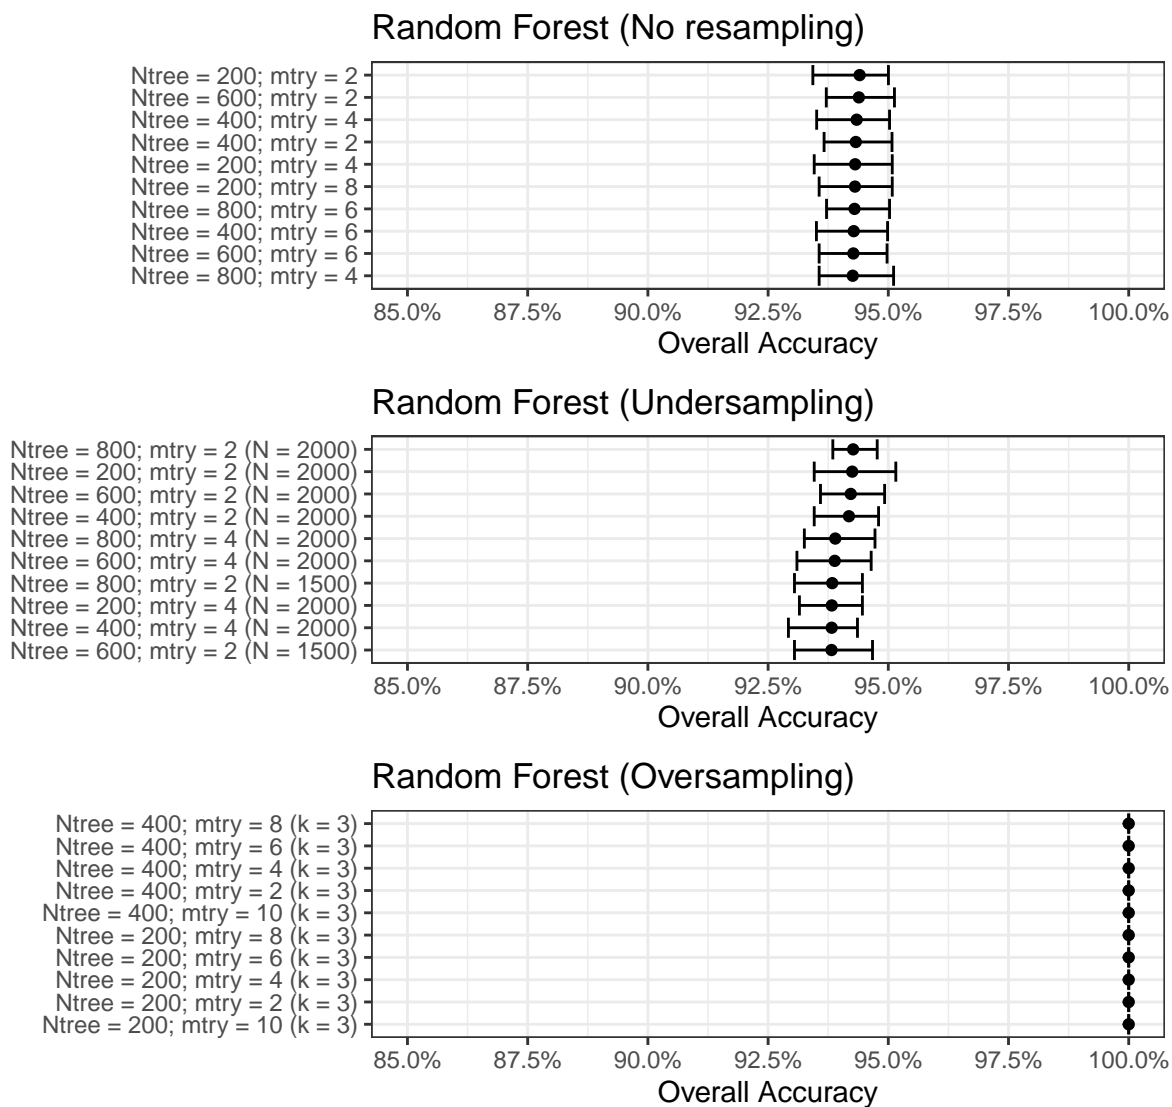 Random Forest (No resampling)
Ntree = 200; mtry = 2
Ntree = 600; mtry = 2
Ntree = 400; mtry = 4
Ntree = 400; mtry = 2
Ntree = 200; mtry = 4
Ntree = 200; mtry = 8
Ntree = 800; mtry = 6
Ntree = 400; mtry = 6
Ntree = 600; mtry = 6
Ntree = 800; mtry = 4
85.0% 87.5% 90.0% 92.5% 95.0% 97.5% 100.0%
Overall Accuracy
Random Forest (Undersampling)
Ntree = 800; mtry = 2 (N = 2000)
Ntree = 200; mtry = 2 (N = 2000)
Ntree = 600; mtry = 2 (N = 2000)
Ntree = 400; mtry = 2 (N = 2000)
Ntree = 800; mtry = 4 (N = 2000)
Ntree = 600; mtry = 4 (N = 2000)
Ntree = 800; mtry = 2 (N = 1500)
Ntree = 200; mtry = 4 (N = 2000)
Ntree = 400; mtry = 4 (N = 2000)
Ntree = 600; mtry = 2 (N = 1500)
85.0% 87.5% 90.0% 92.5% 95.0% 97.5% 100.0%
Overall Accuracy
Random Forest (Oversampling)
Ntree = 400; mtry = 8 (k = 3)
Ntree = 400; mtry = 6 (k = 3)
Ntree = 400; mtry = 4 (k = 3)
Ntree = 400; mtry = 2 (k = 3)
Ntree = 400; mtry = 10 (k = 3)
Ntree = 200; mtry = 8 (k = 3)
Ntree = 200; mtry = 6 (k = 3)
Ntree = 200; mtry = 4 (k = 3)
Ntree = 200; mtry = 2 (k = 3)
Ntree = 200; mtry = 10 (k = 3)
85.0% 87.5% 90.0% 92.5% 95.0% 97.5% 100.0%
Overall Accuracy